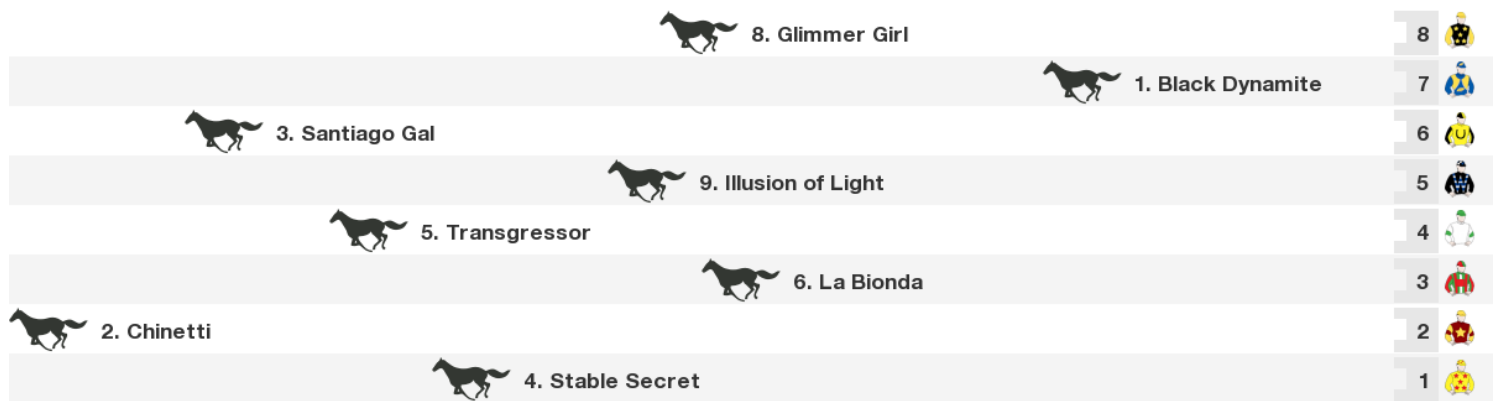 8. Glimmer Girl 8
1. Black Dynamite 7
3. Santiago Gal 6
9. Illusion of Light 5
5. Transgressor 4
6. La Bionda 3
2. Chinetti 2
4. Stable Secret 1